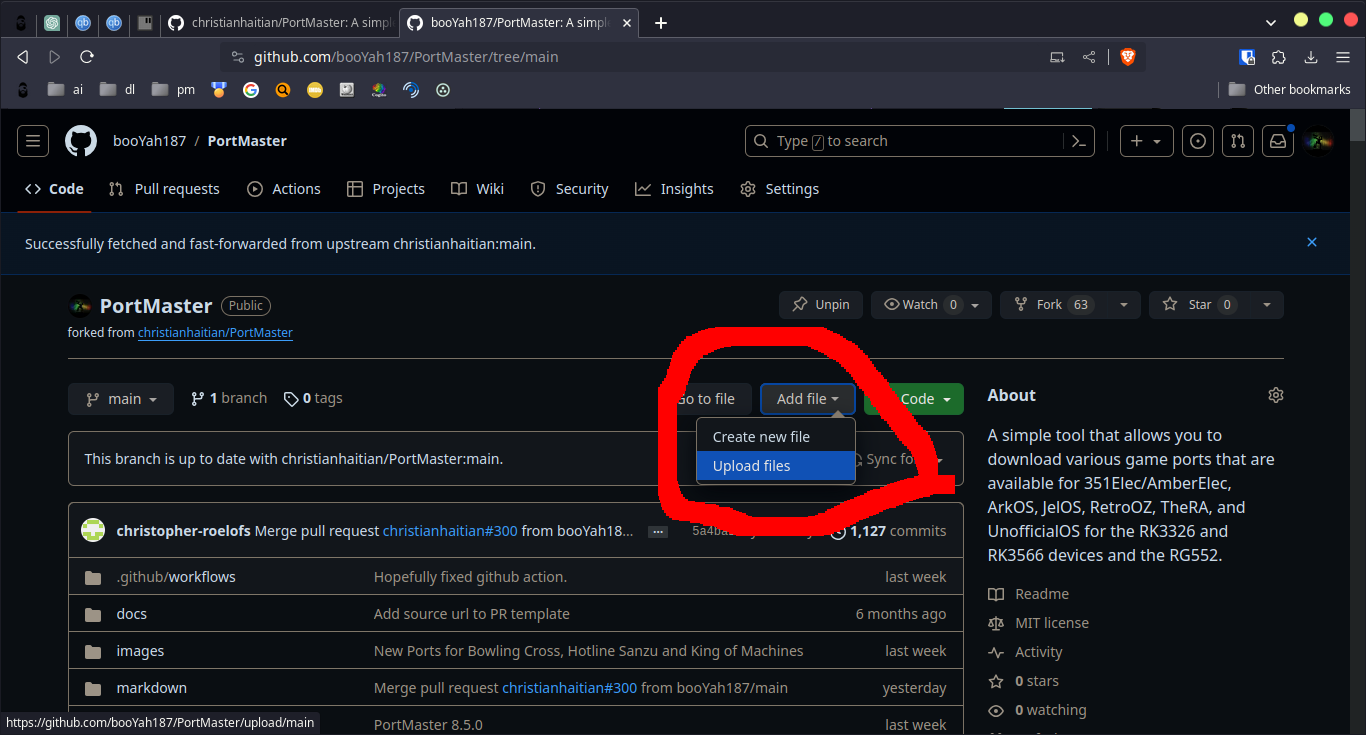 christianhaitian/PortMaster: A simple
booYah187/PortMaster: A simple
github.com/booYah187/PortMaster/tree/main
ai dl pm Other bookmarks
booYah187 / PortMaster
Type / to search
Code Pull requests Actions Projects Wiki Security Insights Settings
Successfully fetched and fast-forwarded from upstream christianhaitian:main.
PortMaster Public
Unpin Watch 0 Fork 63 Star 0
forked from christianhaitian/PortMaster
main 1 branch 0 tags
Go to file Add file Code
Create new file
Upload files
This branch is up to date with christianhaitian/PortMaster:main.
Sync fo
christopher-roelofs Merge pull request christianhaitian#300 from booYah18... 1,127 commits
.github/workflows Hopefully fixed github action. last week
docs Add source url to PR template 6 months ago
images New Ports for Bowling Cross, Hotline Sanzu and King of Machines last week
markdown Merge pull request christianhaitian#300 from booYah187/main yesterday
PortMaster 8.5.0 last week
About
A simple tool that allows you to
download various game ports that are
available for 351Elec/AmberElec,
ArkOS, JelOS, RetroOZ, TheRA, and
UnofficialOS for the RK3326 and
RK3566 devices and the RG552.
Readme
MIT license
Activity
0 stars
0 watching
https://github.com/booYah187/PortMaster/upload/main